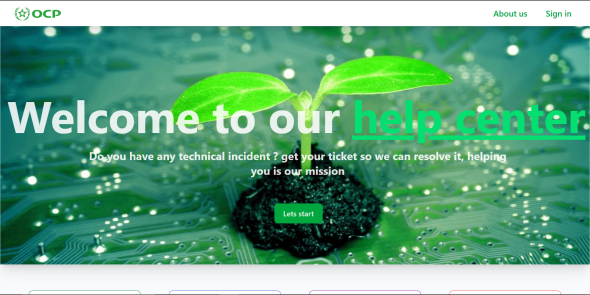 OCP
About us
Sign in
Welcome to our help center
Do you have any technical incident ? get your ticket so we can resolve it, helping
you is our mission
Lets start